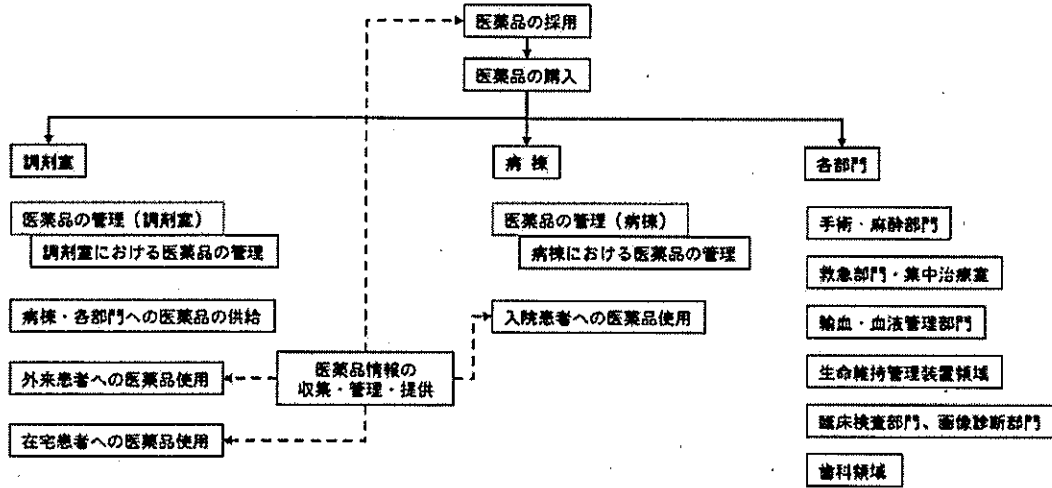 医薬品の採用
医薬品の購入
調剤室
病 棟
各部門
医薬品の管理（調剤室）
調剤室における医薬品の管理
病棟・各部門への医薬品の供給
外来患者への医薬品使用
在宅患者への医薬品使用
医薬品情報の
収集・管理・提供
医薬品の管理（病棟）
病棟における医薬品の管理
入院患者への医薬品使用
手術・麻酔部門
救急部門・集中治療室
輸血・血液管理部門
生命維持管理装置領域
臨床検査部門、画像診断部門
歯科領域